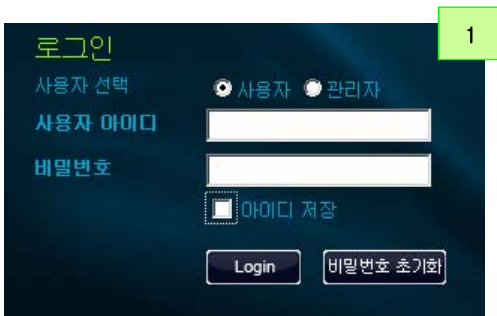 1
로그인
사용자 선택 사용자 관리자
사용자 아이디
비밀번호
아이디 저장
Login 비밀번호 초기화